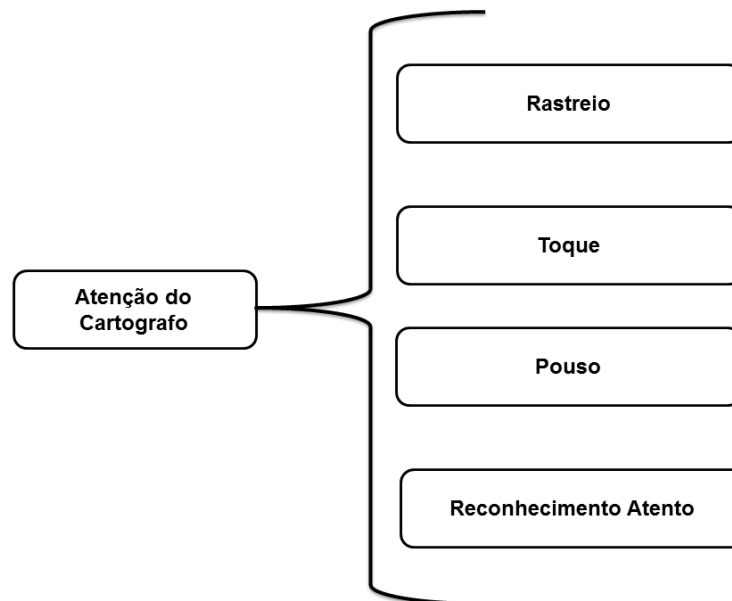 Rastreio
Toque
Atenção do
Cartografo
Pouso
Reconhecimento Atento